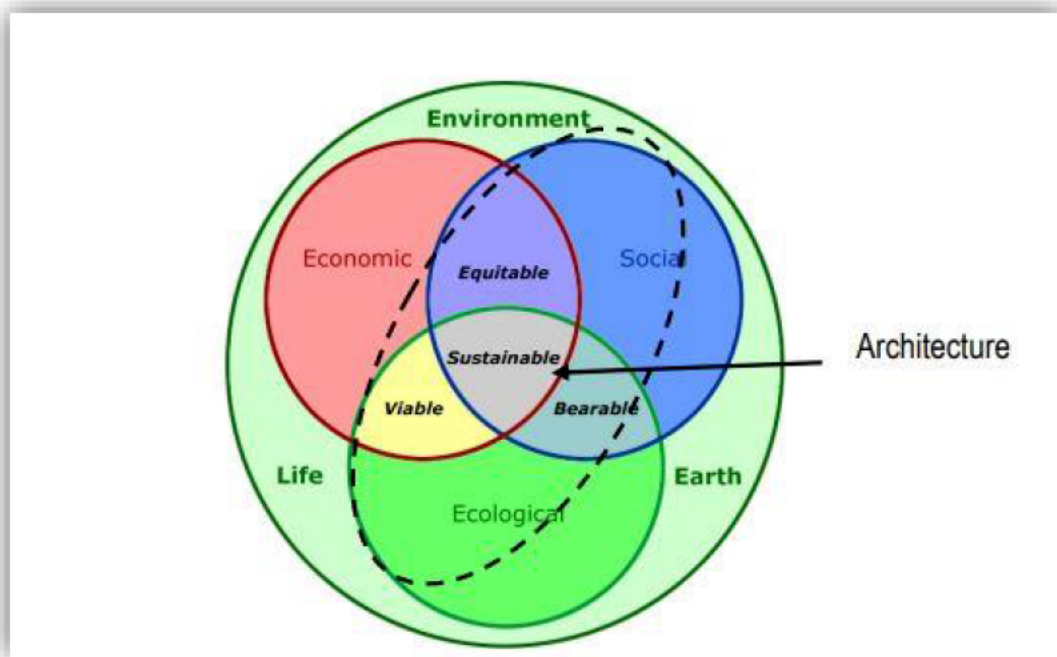 Environment
Economic
Social
Equitable
Sustainable
Architecture
Viable
Bearable
Life
Earth
Ecological